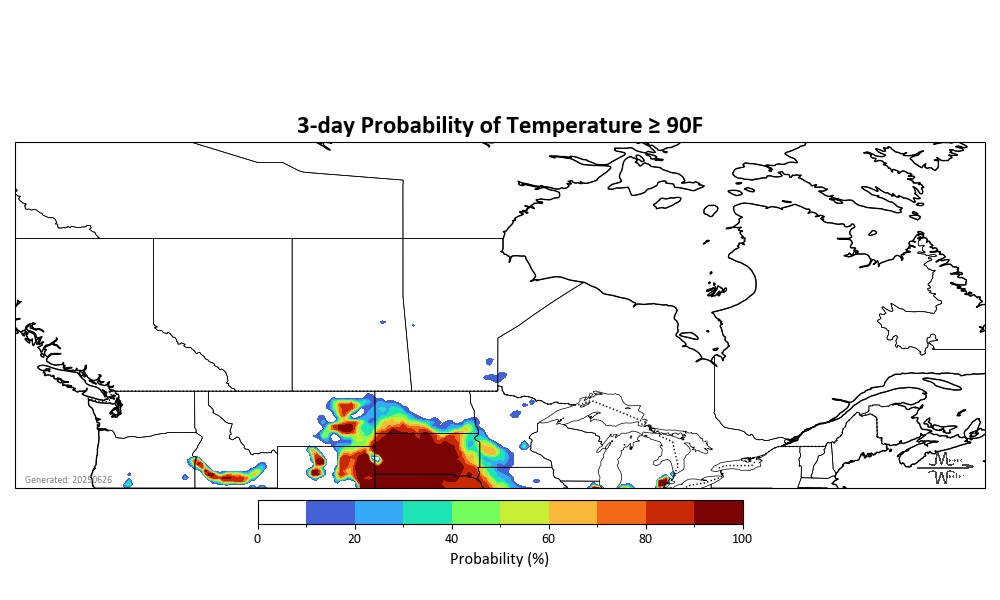 3-day Probability of Temperature ≥ 90F
Generated: 20250626
0 20 40 60 80 100
Probability (%)